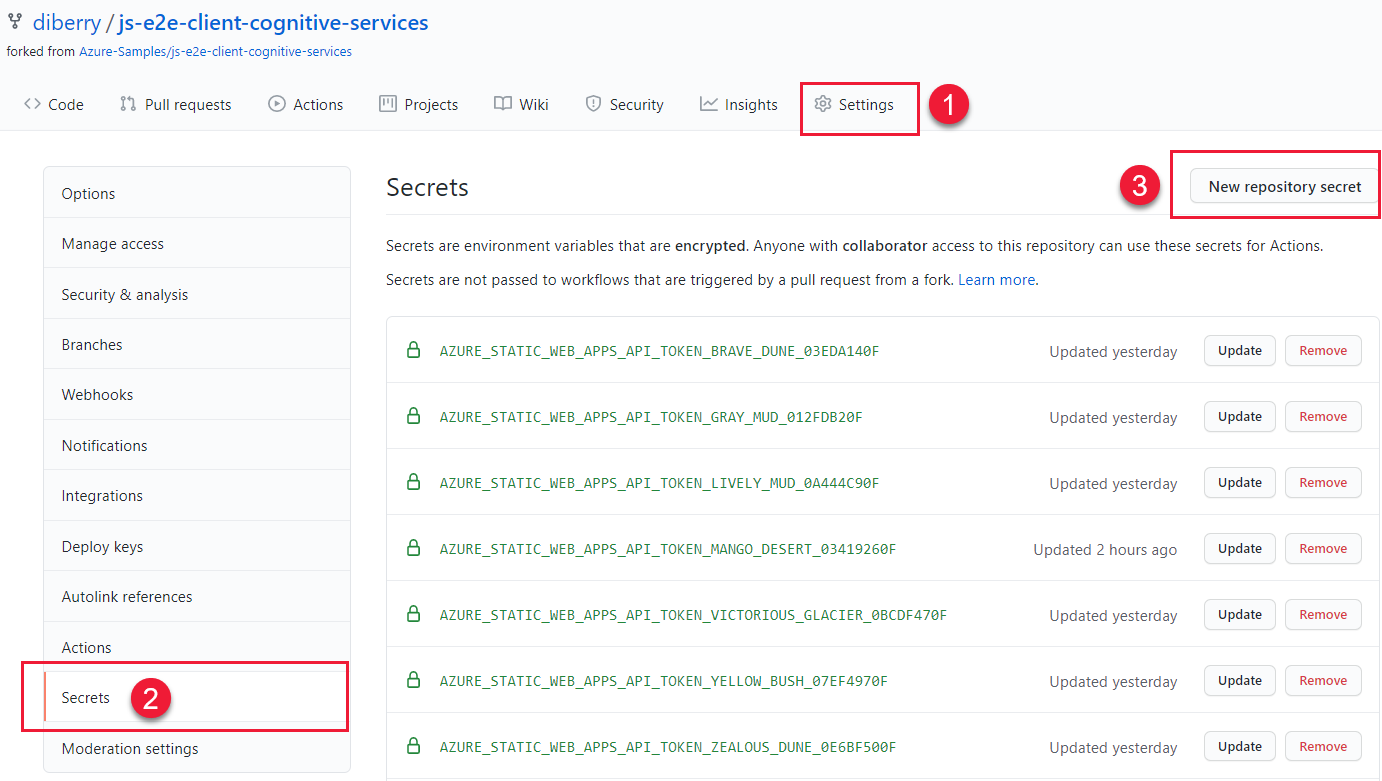 diberry / js-e2e-client-cognitive-services
forked from Azure-Samples/js-e2e-client-cognitive-services
Code Pull requests Actions Projects Wiki Security Insights Settings 1
Options
Manage access
Security & analysis
Branches
Webhooks
Notifications
Integrations
Deploy keys
Autolink references
Actions
Secrets 2
Moderation settings
Secrets 3 New repository secret
Secrets are environment variables that are encrypted. Anyone with collaborator access to this repository can use these secrets for Actions.
Secrets are not passed to workflows that are triggered by a pull request from a fork. Learn more.
AZURE_STATIC_WEB_APPS_API_TOKEN_BRAVE_DUNE_03EDA140F Updated yesterday Update Remove
AZURE_STATIC_WEB_APPS_API_TOKEN_GRAY_MUD_012FDB20F Updated yesterday Update Remove
AZURE_STATIC_WEB_APPS_API_TOKEN_LIVELY_MUD_0A444C90F Updated yesterday Update Remove
AZURE_STATIC_WEB_APPS_API_TOKEN_MANGO_DESERT_03419260F Updated 2 hours ago Update Remove
AZURE_STATIC_WEB_APPS_API_TOKEN_VICTORIOUS_GLACIER_0BCDF470F Updated yesterday Update Remove
AZURE_STATIC_WEB_APPS_API_TOKEN_YELLOW_BUSH_07EF4970F Updated yesterday Update Remove
AZURE_STATIC_WEB_APPS_API_TOKEN_ZEALOUS_DUNE_0E6BF500F Updated yesterday Update Remove